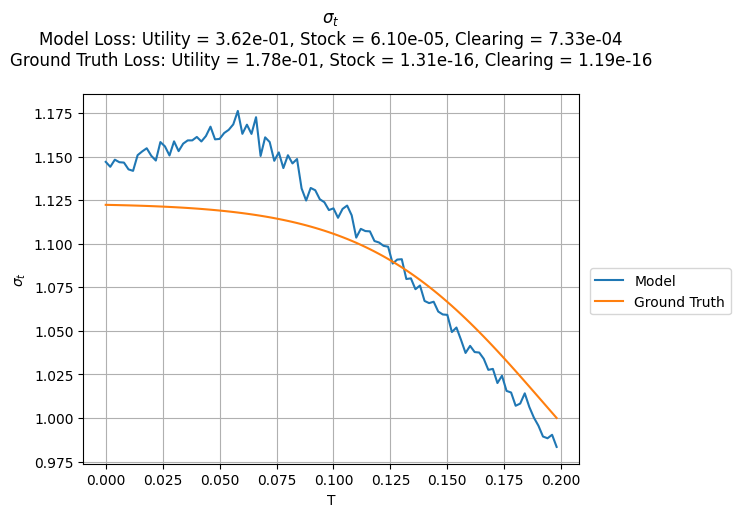 σₜ
Model Loss: Utility = 3.62e-01, Stock = 6.10e-05, Clearing = 7.33e-04
Ground Truth Loss: Utility = 1.78e-01, Stock = 1.31e-16, Clearing = 1.19e-16
1.175
1.150
1.125
1.100
1.075
1.050
1.025
1.000
0.975
σₜ
0.000 0.025 0.050 0.075 0.100 0.125 0.150 0.175 0.200
T
Model
Ground Truth